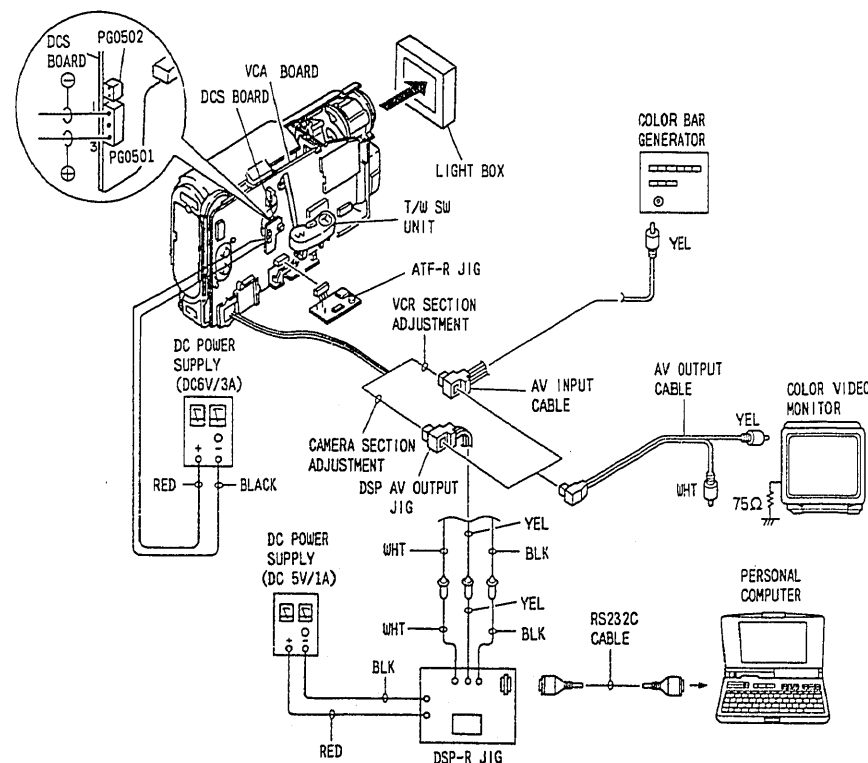 DCS
BOARD
PG0502
⊖
1
3
PG0501
⊕
VCA BOARD
DCS BOARD
LIGHT BOX
COLOR BAR
GENERATOR
YEL
T/W SW
UNIT
W
ATF-R JIG
VCR SECTION
ADJUSTMENT
AV INPUT
CABLE
AV OUTPUT
CABLE
COLOR VIDEO
MONITOR
YEL
WHT
75Ω
DC POWER
SUPPLY
(DC6V/3A)
+ -
RED
BLACK
CAMERA SECTION
ADJUSTMENT
DSP AV OUTPUT
JIG
YEL
WHT
BLK
YEL
WHT
BLK
DC POWER
SUPPLY
(DC 5V/1A)
+ -
BLK
RED
DSP-R JIG
RS232C
CABLE
PERSONAL
COMPUTER